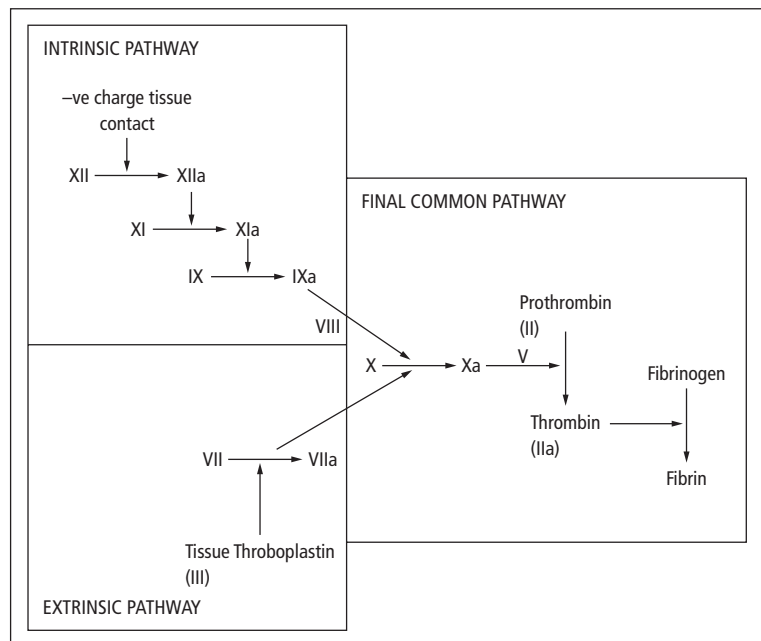 INTRINSIC PATHWAY
–ve charge tissue
contact
XII XIIa
XI XIa
IX IXa
VIII
FINAL COMMON PATHWAY
Prothrombin
(II)
X Xa V
Fibrinogen
Thrombin
(IIa)
Fibrin
VII VIIa
Tissue Throboplastin
(III)
EXTRINSIC PATHWAY